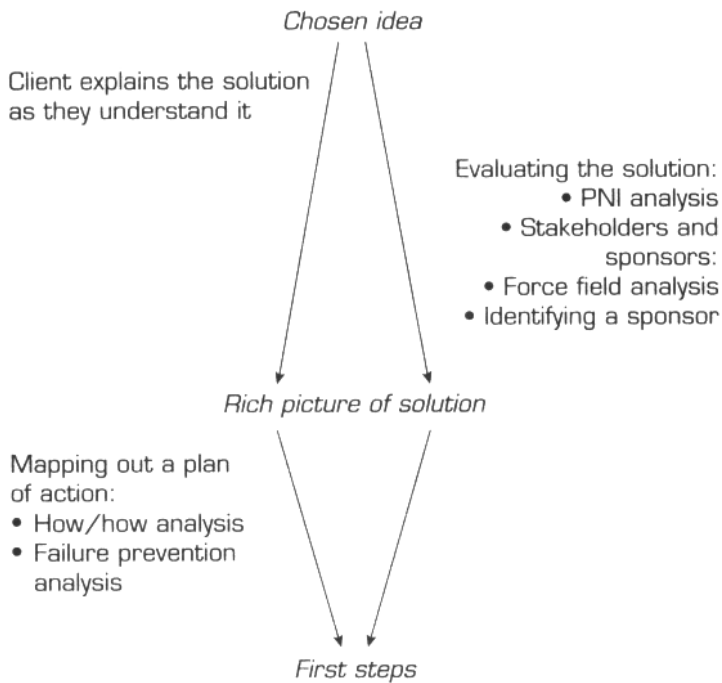 Chosen idea
Client explains the solution
as they understand it
Evaluating the solution:
• PNI analysis
• Stakeholders and
sponsors:
• Force field analysis
• Identifying a sponsor
Rich picture of solution
Mapping out a plan
of action:
• How/how analysis
• Failure prevention
analysis
First steps